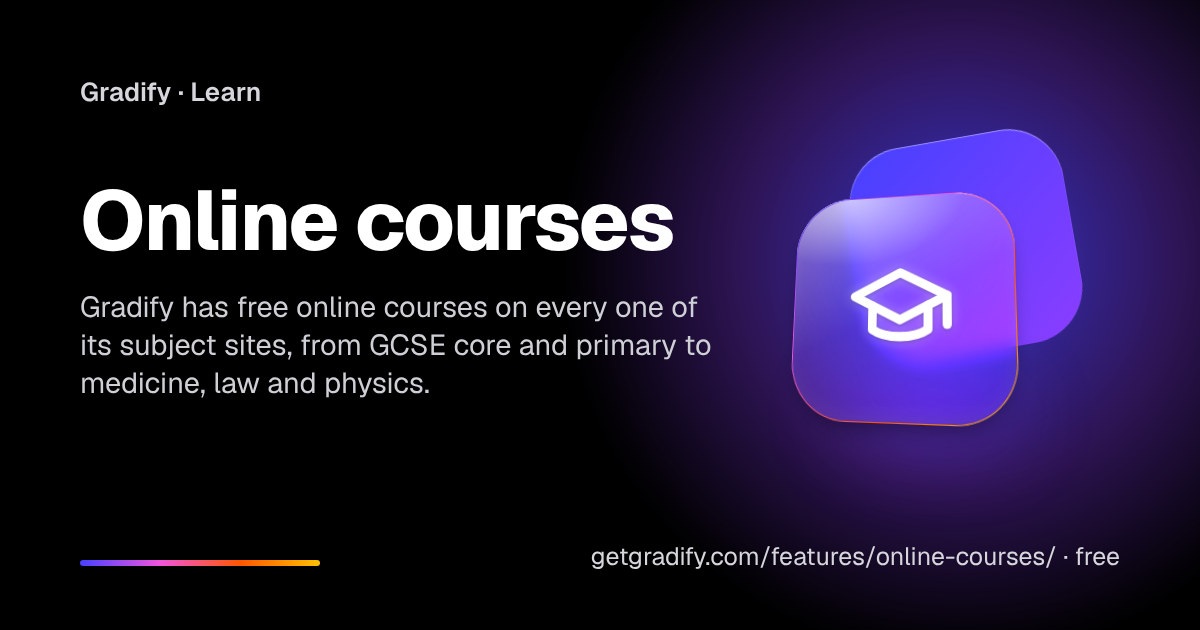 Gradify · Learn
Online courses
Gradify has free online courses on every one of
its subject sites, from GCSE core and primary to
medicine, law and physics.
getgradify.com/features/online-courses/ · free